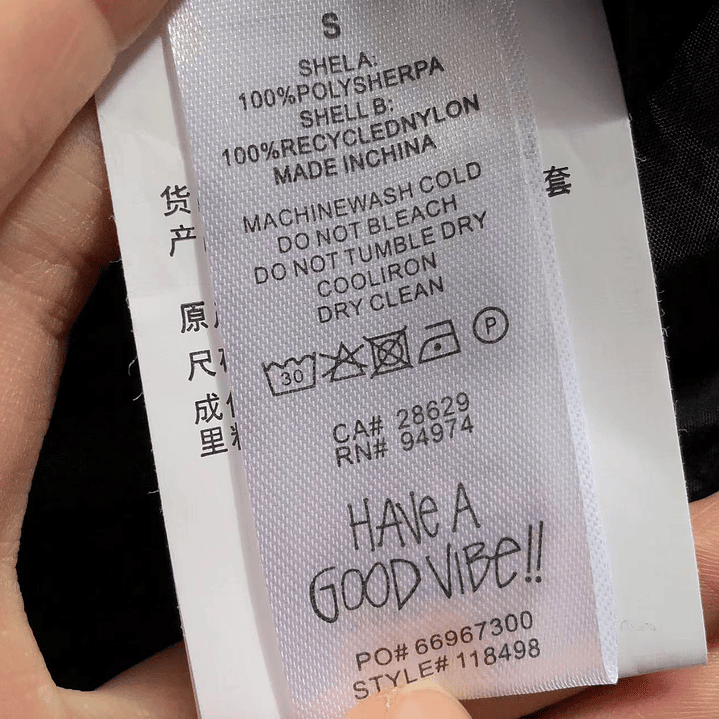 S
SHELA:
100%POLYSHERPA
SHELL B:
100%RECYCLEDNYLON
MADE INCHINA
MACHINEWASH COLD
DO NOT BLEACH
DO NOT TUMBLE DRY
COOLIRON
DRY CLEAN
30
P
CA# 28629
RN# 94974
HAVE A
GOOD VIBE!!
PO# 66967300
STYLE# 118498
货
套
产
原
尺
成
里